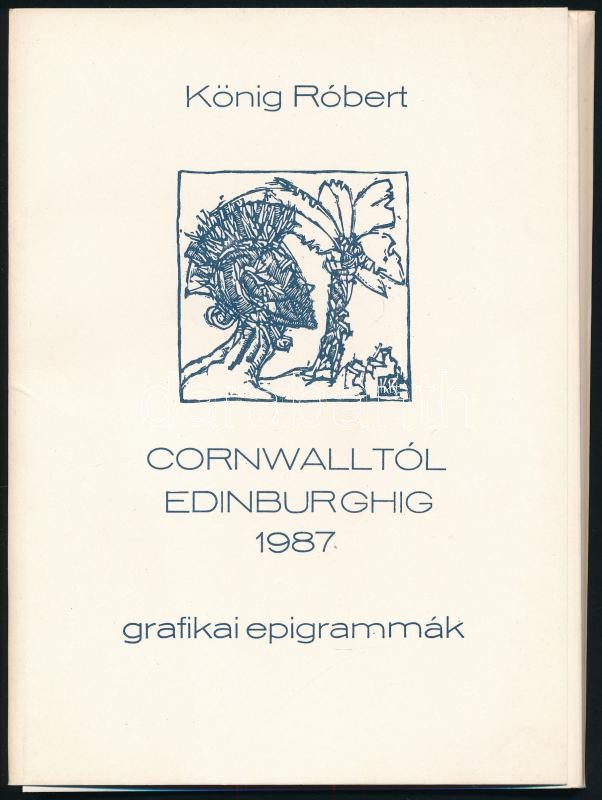 König Róbert
CORNWALLTÓL
EDINBURGHIG
1987.
grafikai epigrammák